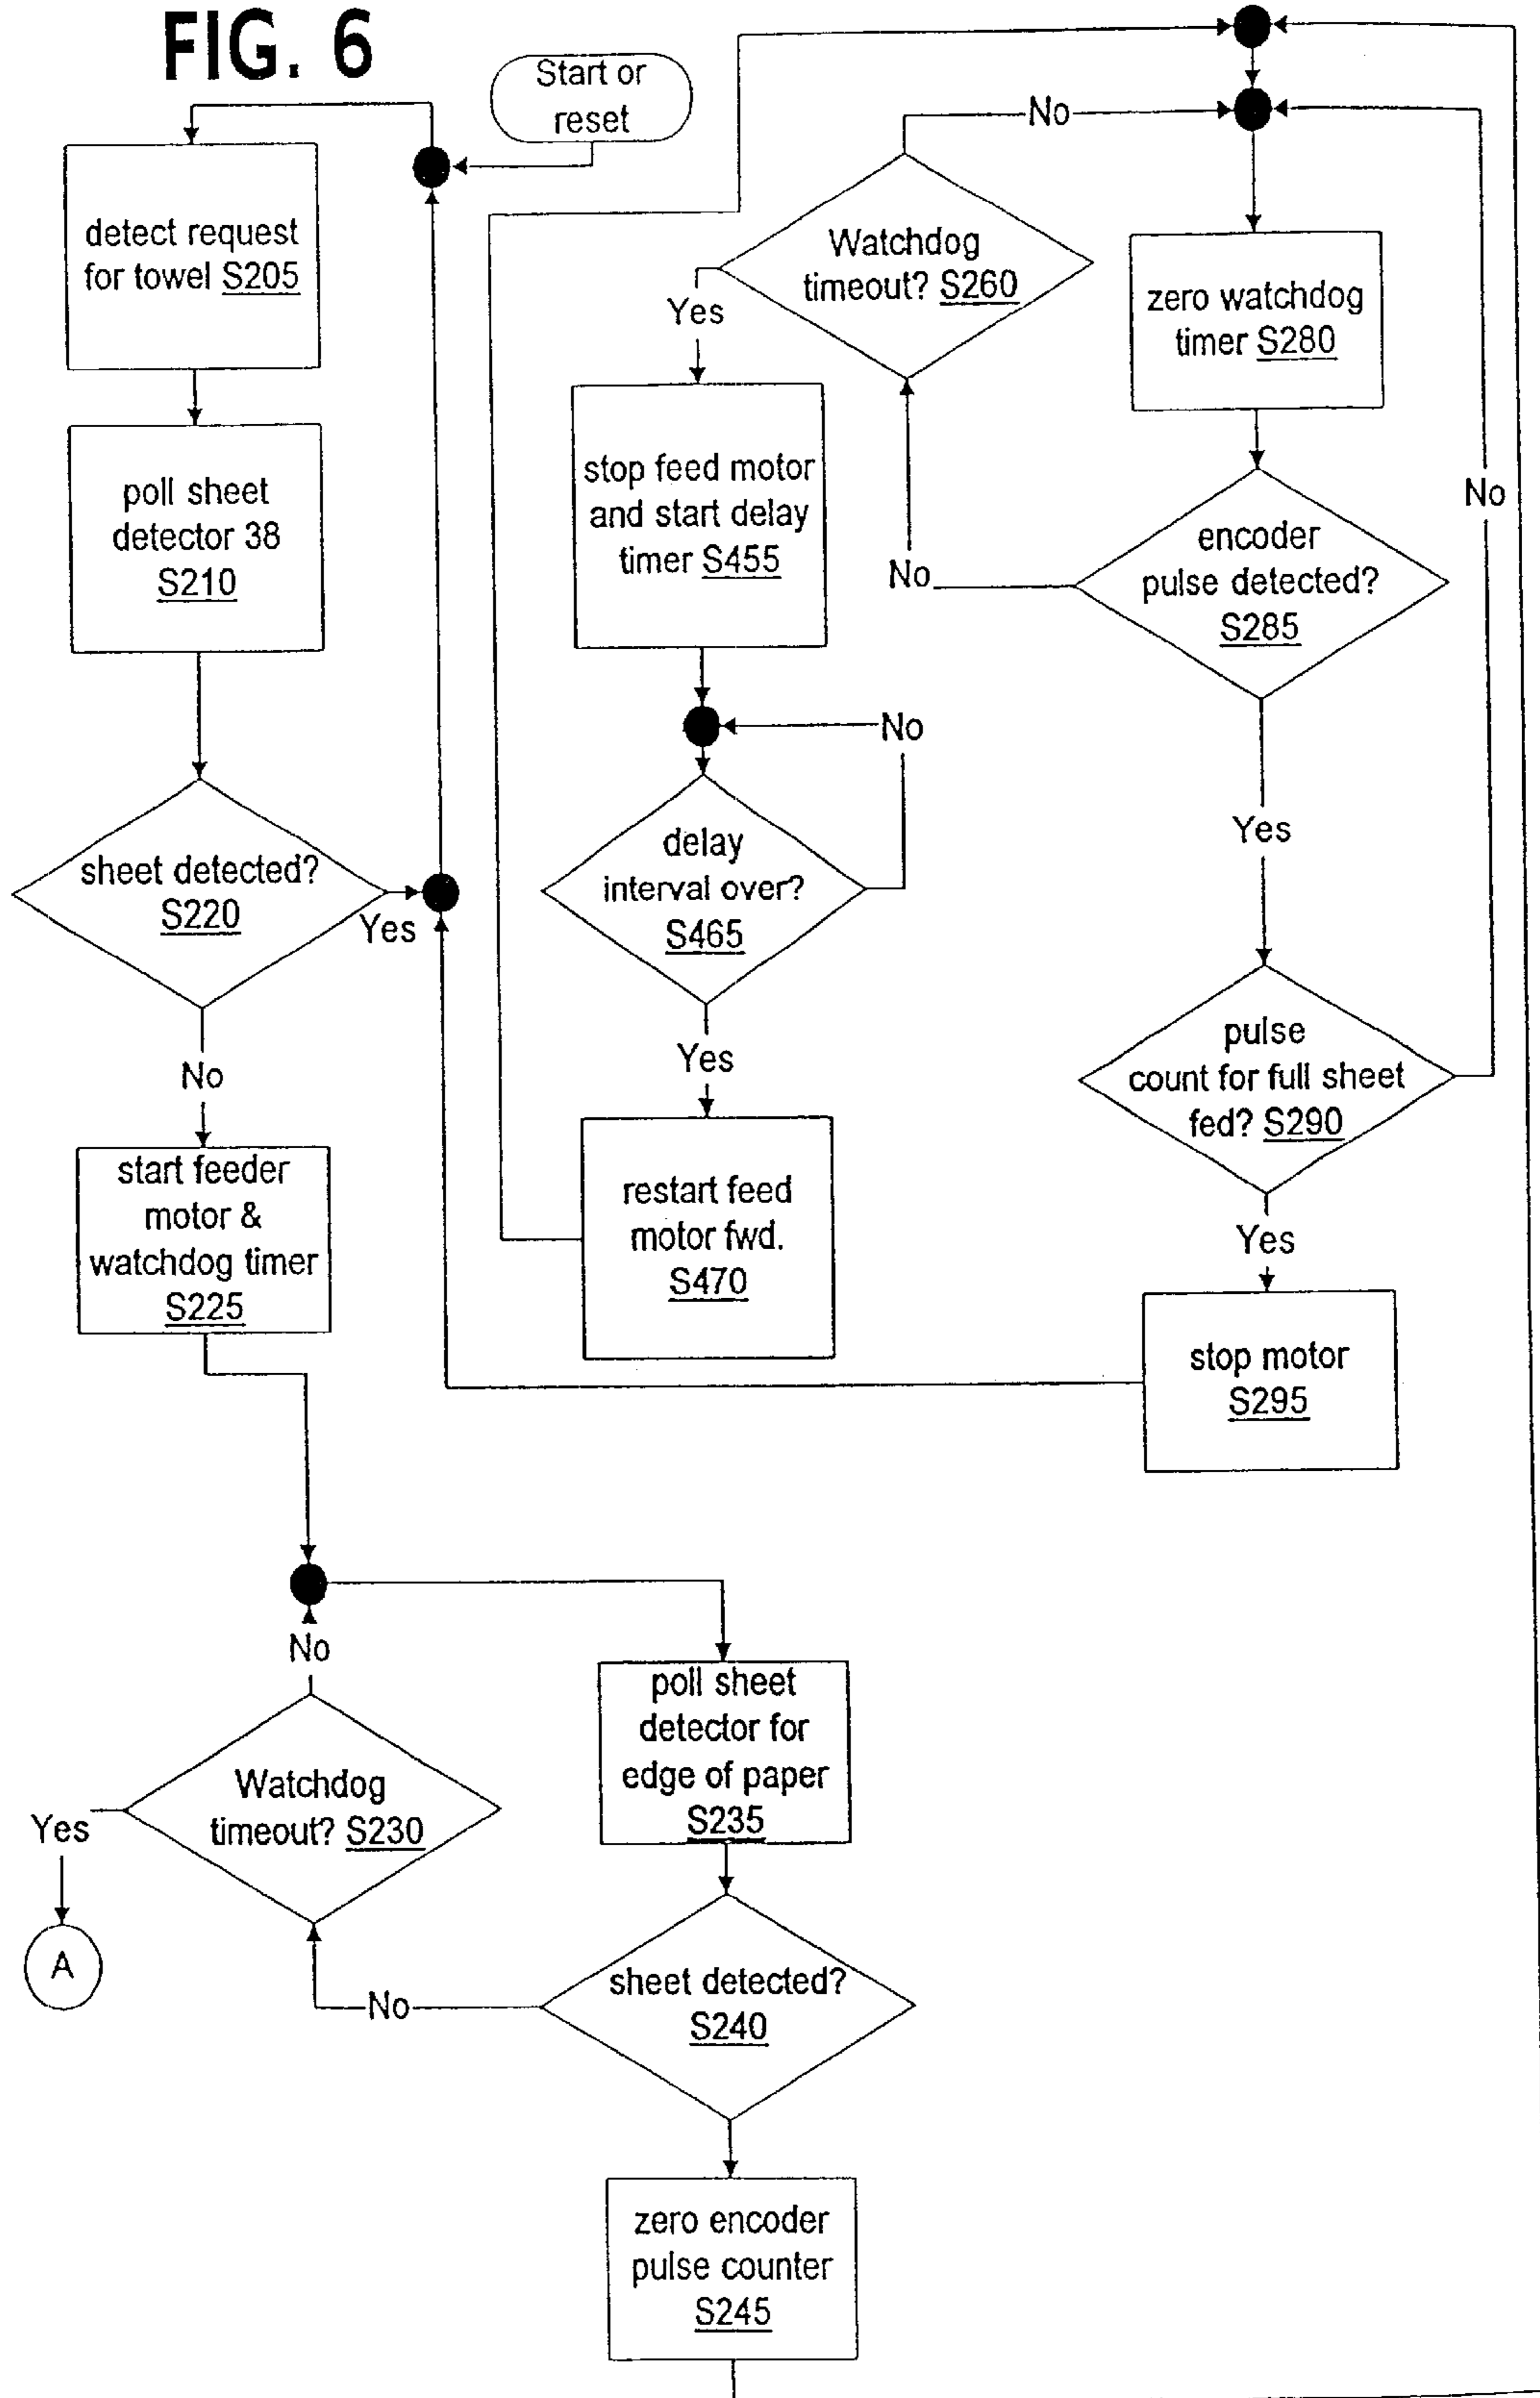 FIG. 6
Start or
reset
detect request
for towel S205
poll sheet
detector 38
S210
sheet detected?
S220
Yes
No
start feeder
motor &
watchdog timer
S225
No
Watchdog
timeout? S260
Yes
stop feed motor
and start delay
timer S455
No
delay
interval over?
S465
Yes
restart feed
motor fwd.
S470
zero watchdog
timer S280
No
encoder
pulse detected?
S285
No
Yes
pulse
count for full sheet
fed? S290
Yes
stop motor
S295
No
Watchdog
timeout? S230
Yes
A
poll sheet
detector for
edge of paper
S235
sheet detected?
S240
No
zero encoder
pulse counter
S245